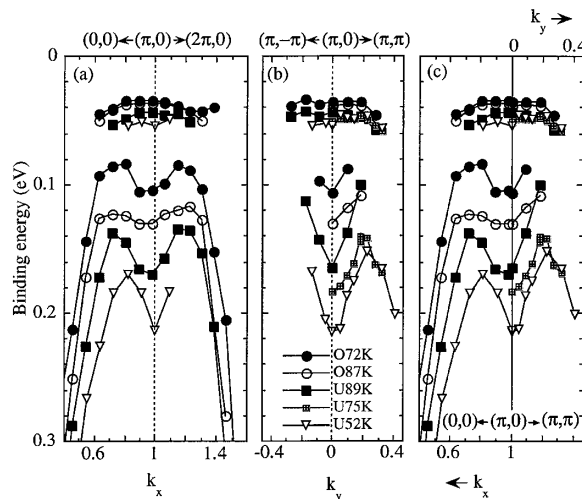 k_y →
0 0.4
(0,0) ←(π,0)→(2π,0)
(π,-π) ←(π,0)→(π,π)
(a)
(b)
(c)
Binding energy (eV)
0
0.1
0.2
0.3
O72K
O87K
U89K
U75K
U52K
(0,0) ←(π,0)→(π,π)
0.6 1 1.4
-0.4 0 0.4
0.6 1
k_x
k_y
← k_x